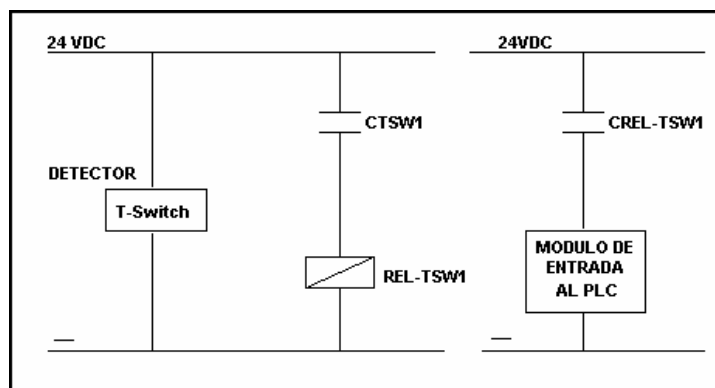 24 VDC
24VDC
CTSW1
CREL-TSW1
DETECTOR
T-Switch
REL-TSW1
MODULO DE
ENTRADA
AL PLC